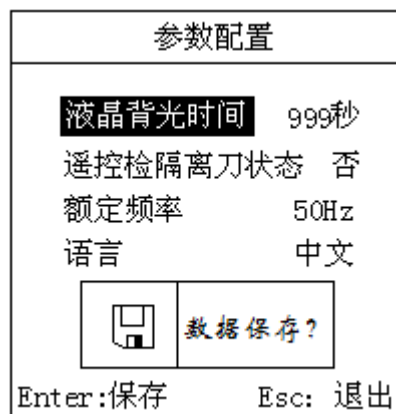 参数配置
液晶背光时间 999秒
遥控检隔离刀状态 否
额定频率 50Hz
语言 中文
数据保存?
Enter:保存 Esc: 退出